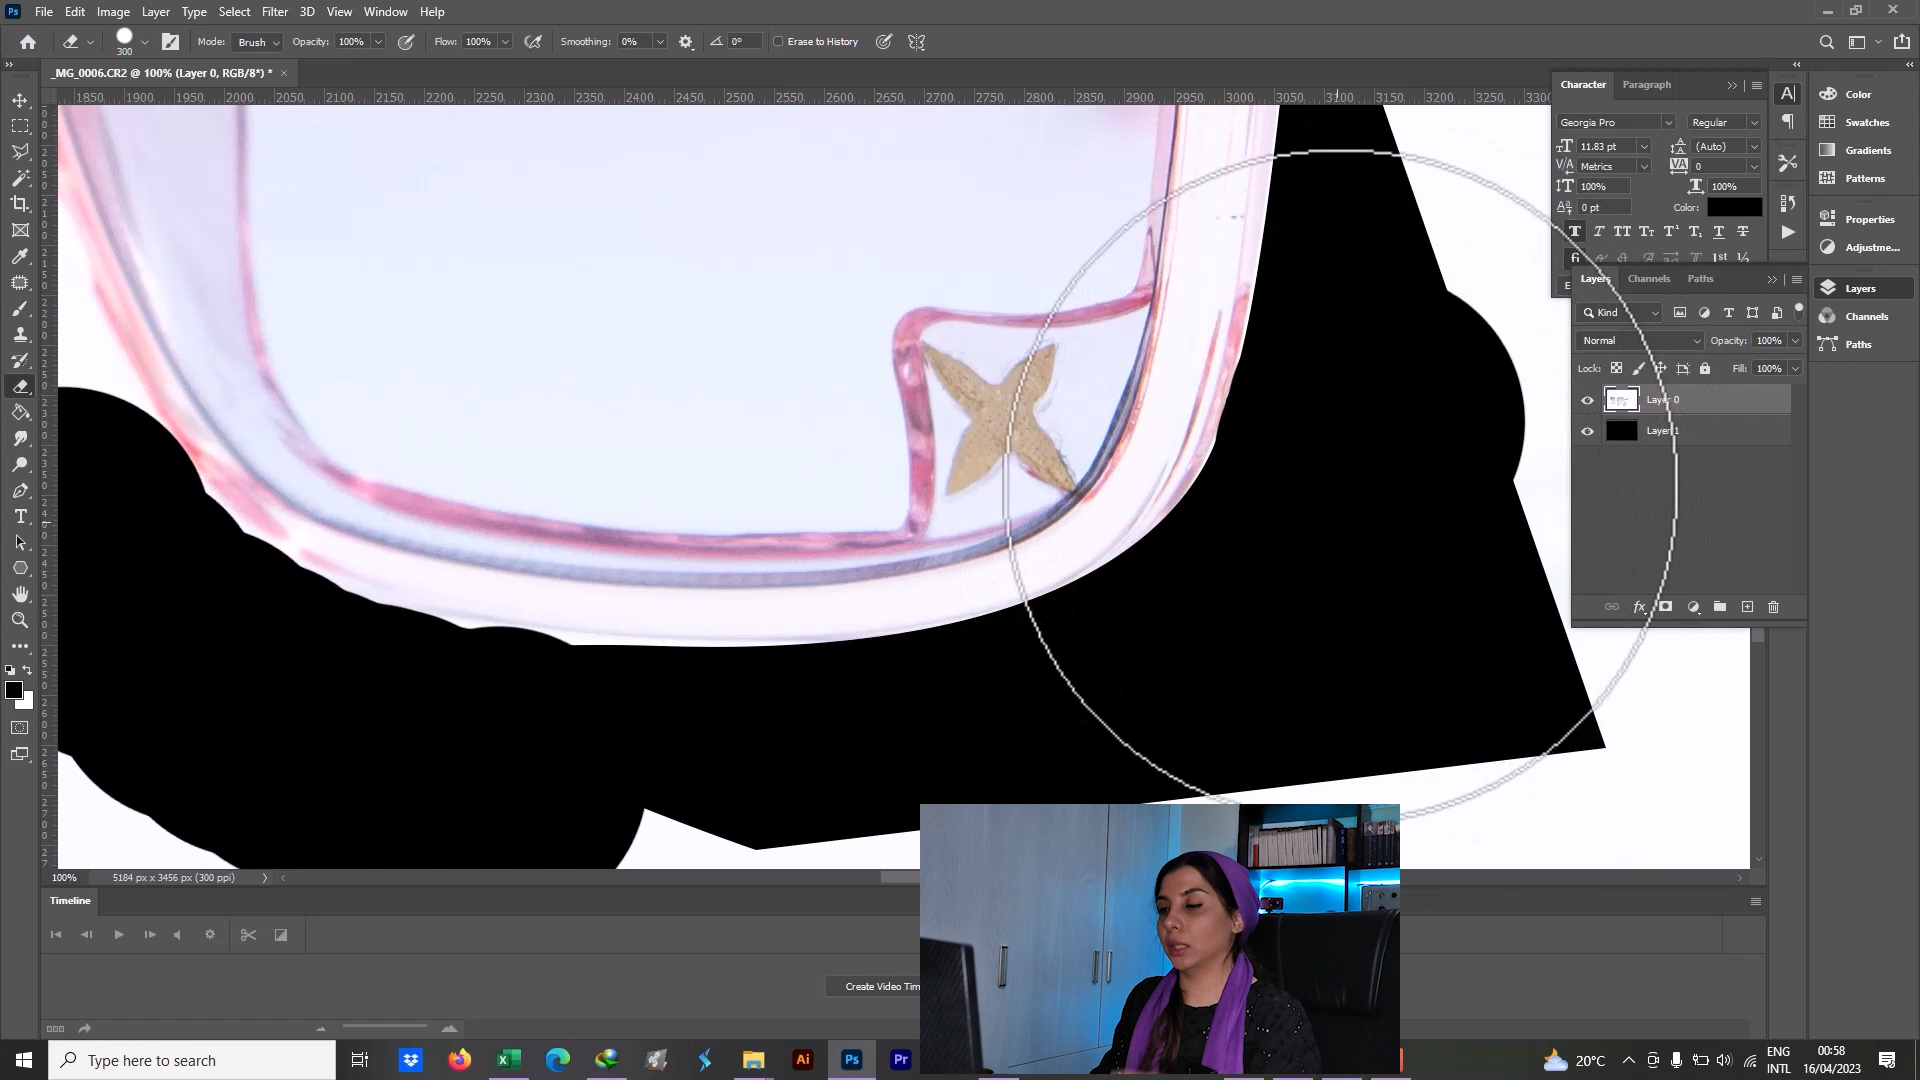 Ps File Edit Image Layer Type Select Filter 3D View Window Help
300 Mode: Brush Opacity: 100% Flow: 100% Smoothing: 0% 0° Erase to History
_MG_0006.CR2 @ 100% (Layer 0, RGB/8*) * ×
1850 1900 1950 2000 2050 2100 2150 2200 2250 2300 2350 2400 2450 2500 2550 2600 2650 2700 2750 2800 2850 2900 2950 3000 3050 3100 3150 3200 3250 3300
Character Paragraph
Georgia Pro Regular
11.83 pt (Auto)
Metrics 0
100% 100%
0 pt Color:
Layers Channels Paths
Kind
Normal Opacity: 100%
Lock: Fill: 100%
Layer 0
Layer 1
Color
Swatches
Gradients
Patterns
Properties
Adjustme...
Layers
Channels
Paths
100% 5184 px x 3456 px (300 ppi)
Timeline
Create Video Tim
Type here to search
Ai Ps Pr
20°C
ENG
INTL
00:58
16/04/2023